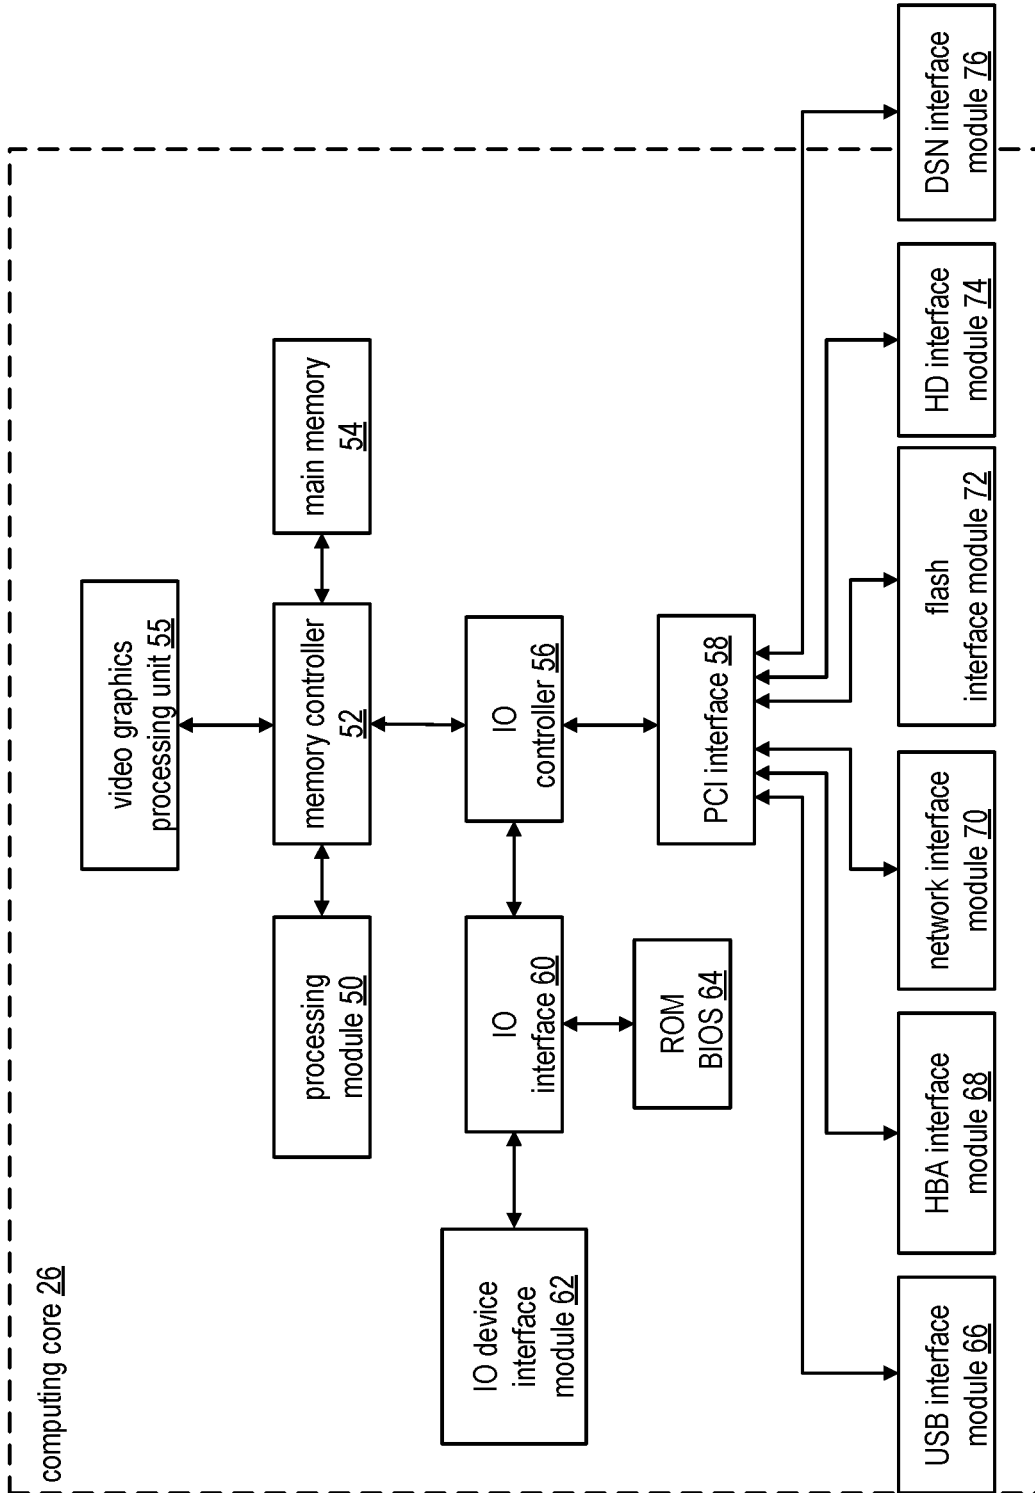 computing core 26
video graphics
processing unit 55
processing
module 50
memory controller
52
main memory
54
IO device
interface
module 62
IO
interface 60
IO
controller 56
ROM
BIOS 64
PCI interface 58
USB interface
module 66
HBA interface
module 68
network interface
module 70
flash
interface module 72
HD interface
module 74
DSN interface
module 76